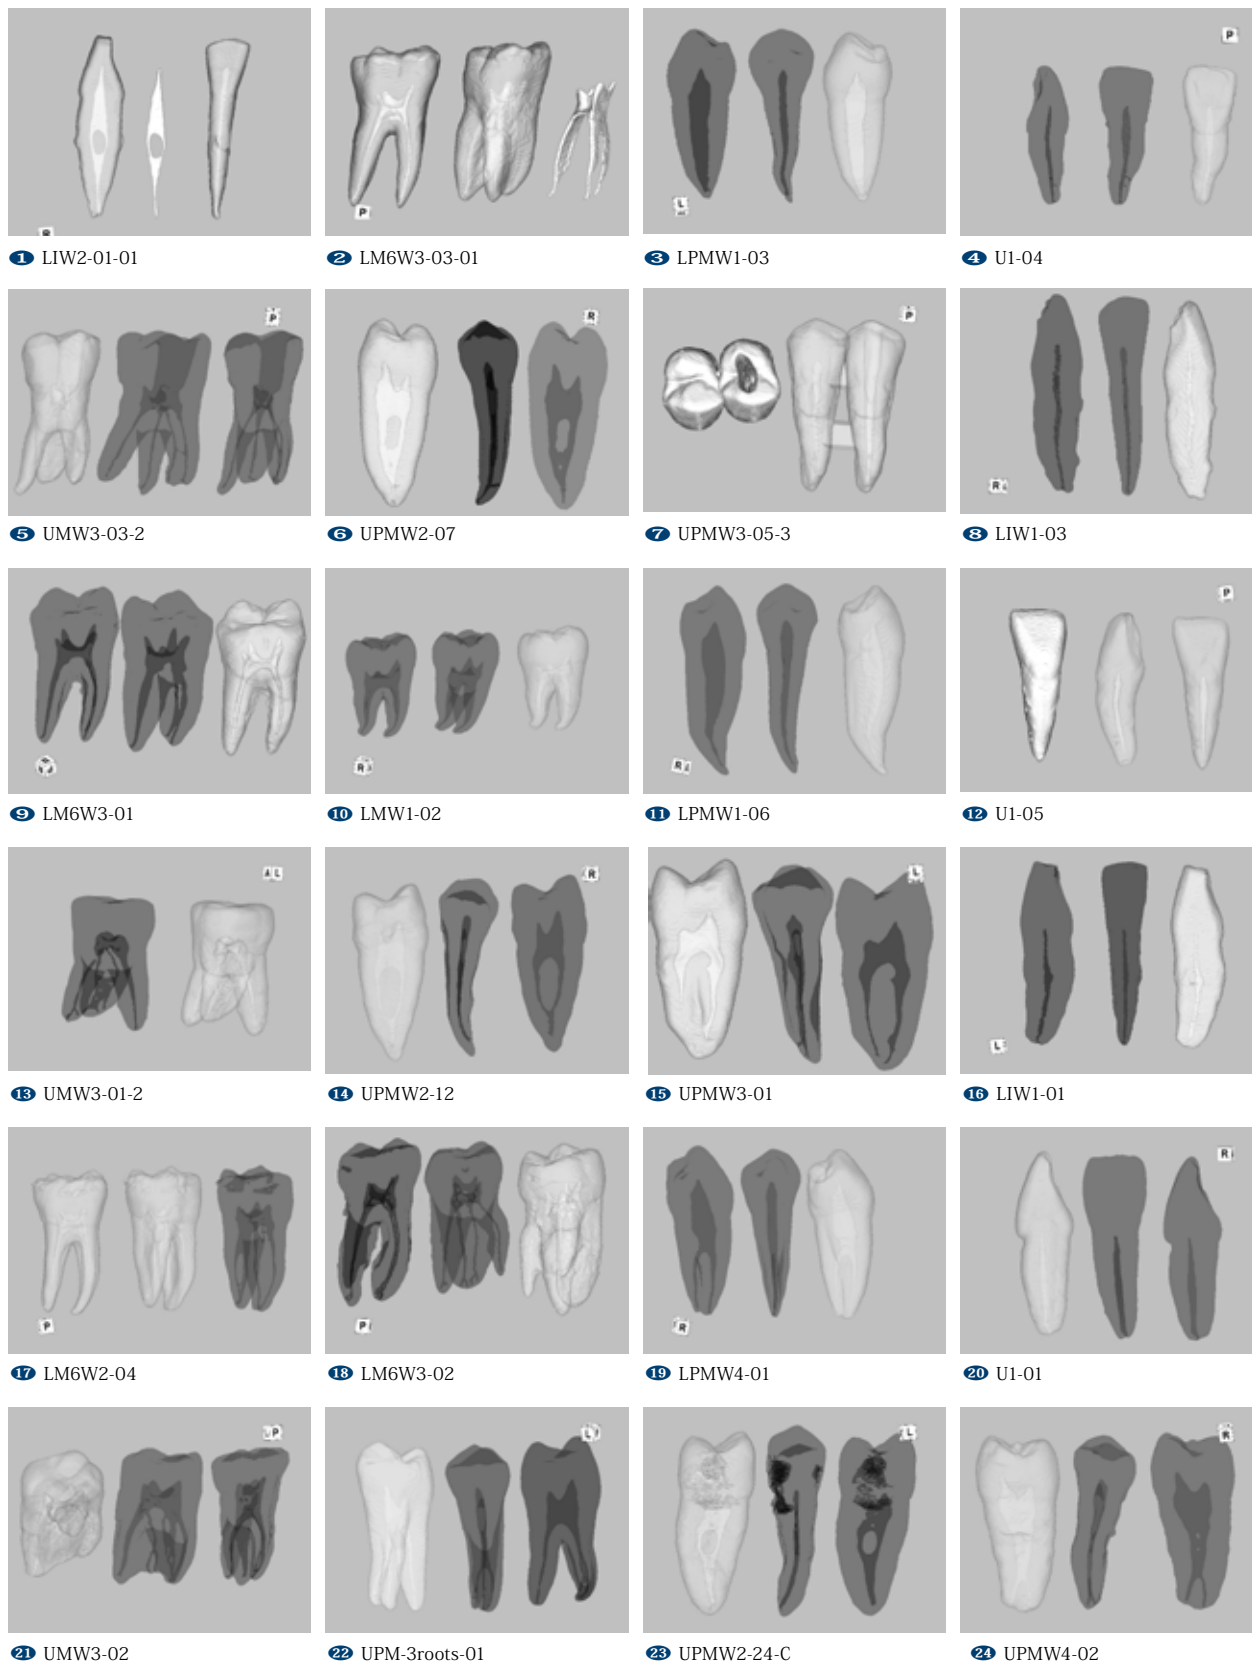 R
P
L
P
1 LIW2-01-01
2 LM6W3-03-01
3 LPMW1-03
4 U1-04
P
R
P
R
5 UMW3-03-2
6 UPMW2-07
7 UPMW3-05-3
8 LIW1-03
R
R
P
9 LM6W3-01
10 LMW1-02
11 LPMW1-06
12 U1-05
L
R
L
L
13 UMW3-01-2
14 UPMW2-12
15 UPMW3-01
16 LIW1-01
P
P
R
R
17 LM6W2-04
18 LM6W3-02
19 LPMW4-01
20 U1-01
P
L
L
R
21 UMW3-02
22 UPM-3roots-01
23 UPMW2-24-C
24 UPMW4-02